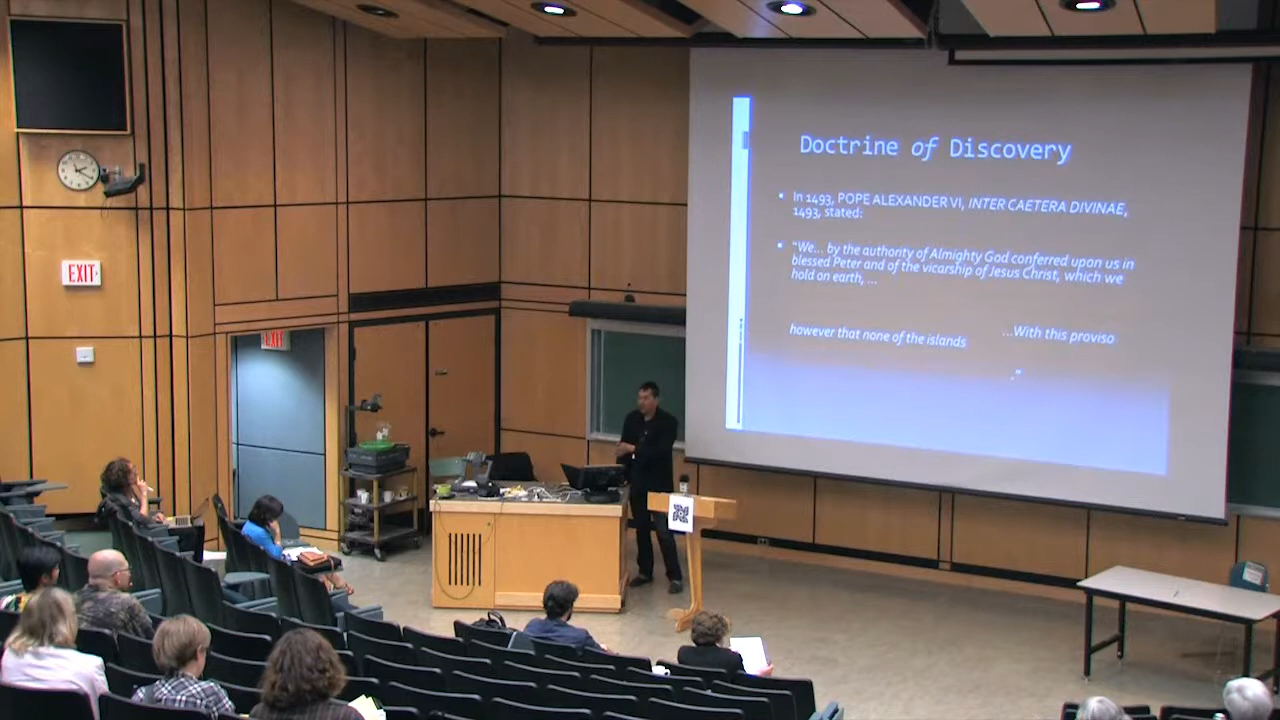 EXIT
EXIT
Doctrine of Discovery
• In 1493, POPE ALEXANDER VI, INTER CAETERA DIVINAE,
1493, stated:
• “We... by the authority of Almighty God conferred upon us in
blessed Peter and of the vicarship of Jesus Christ, which we
hold on earth, ...
...With this proviso
however that none of the islands
.”